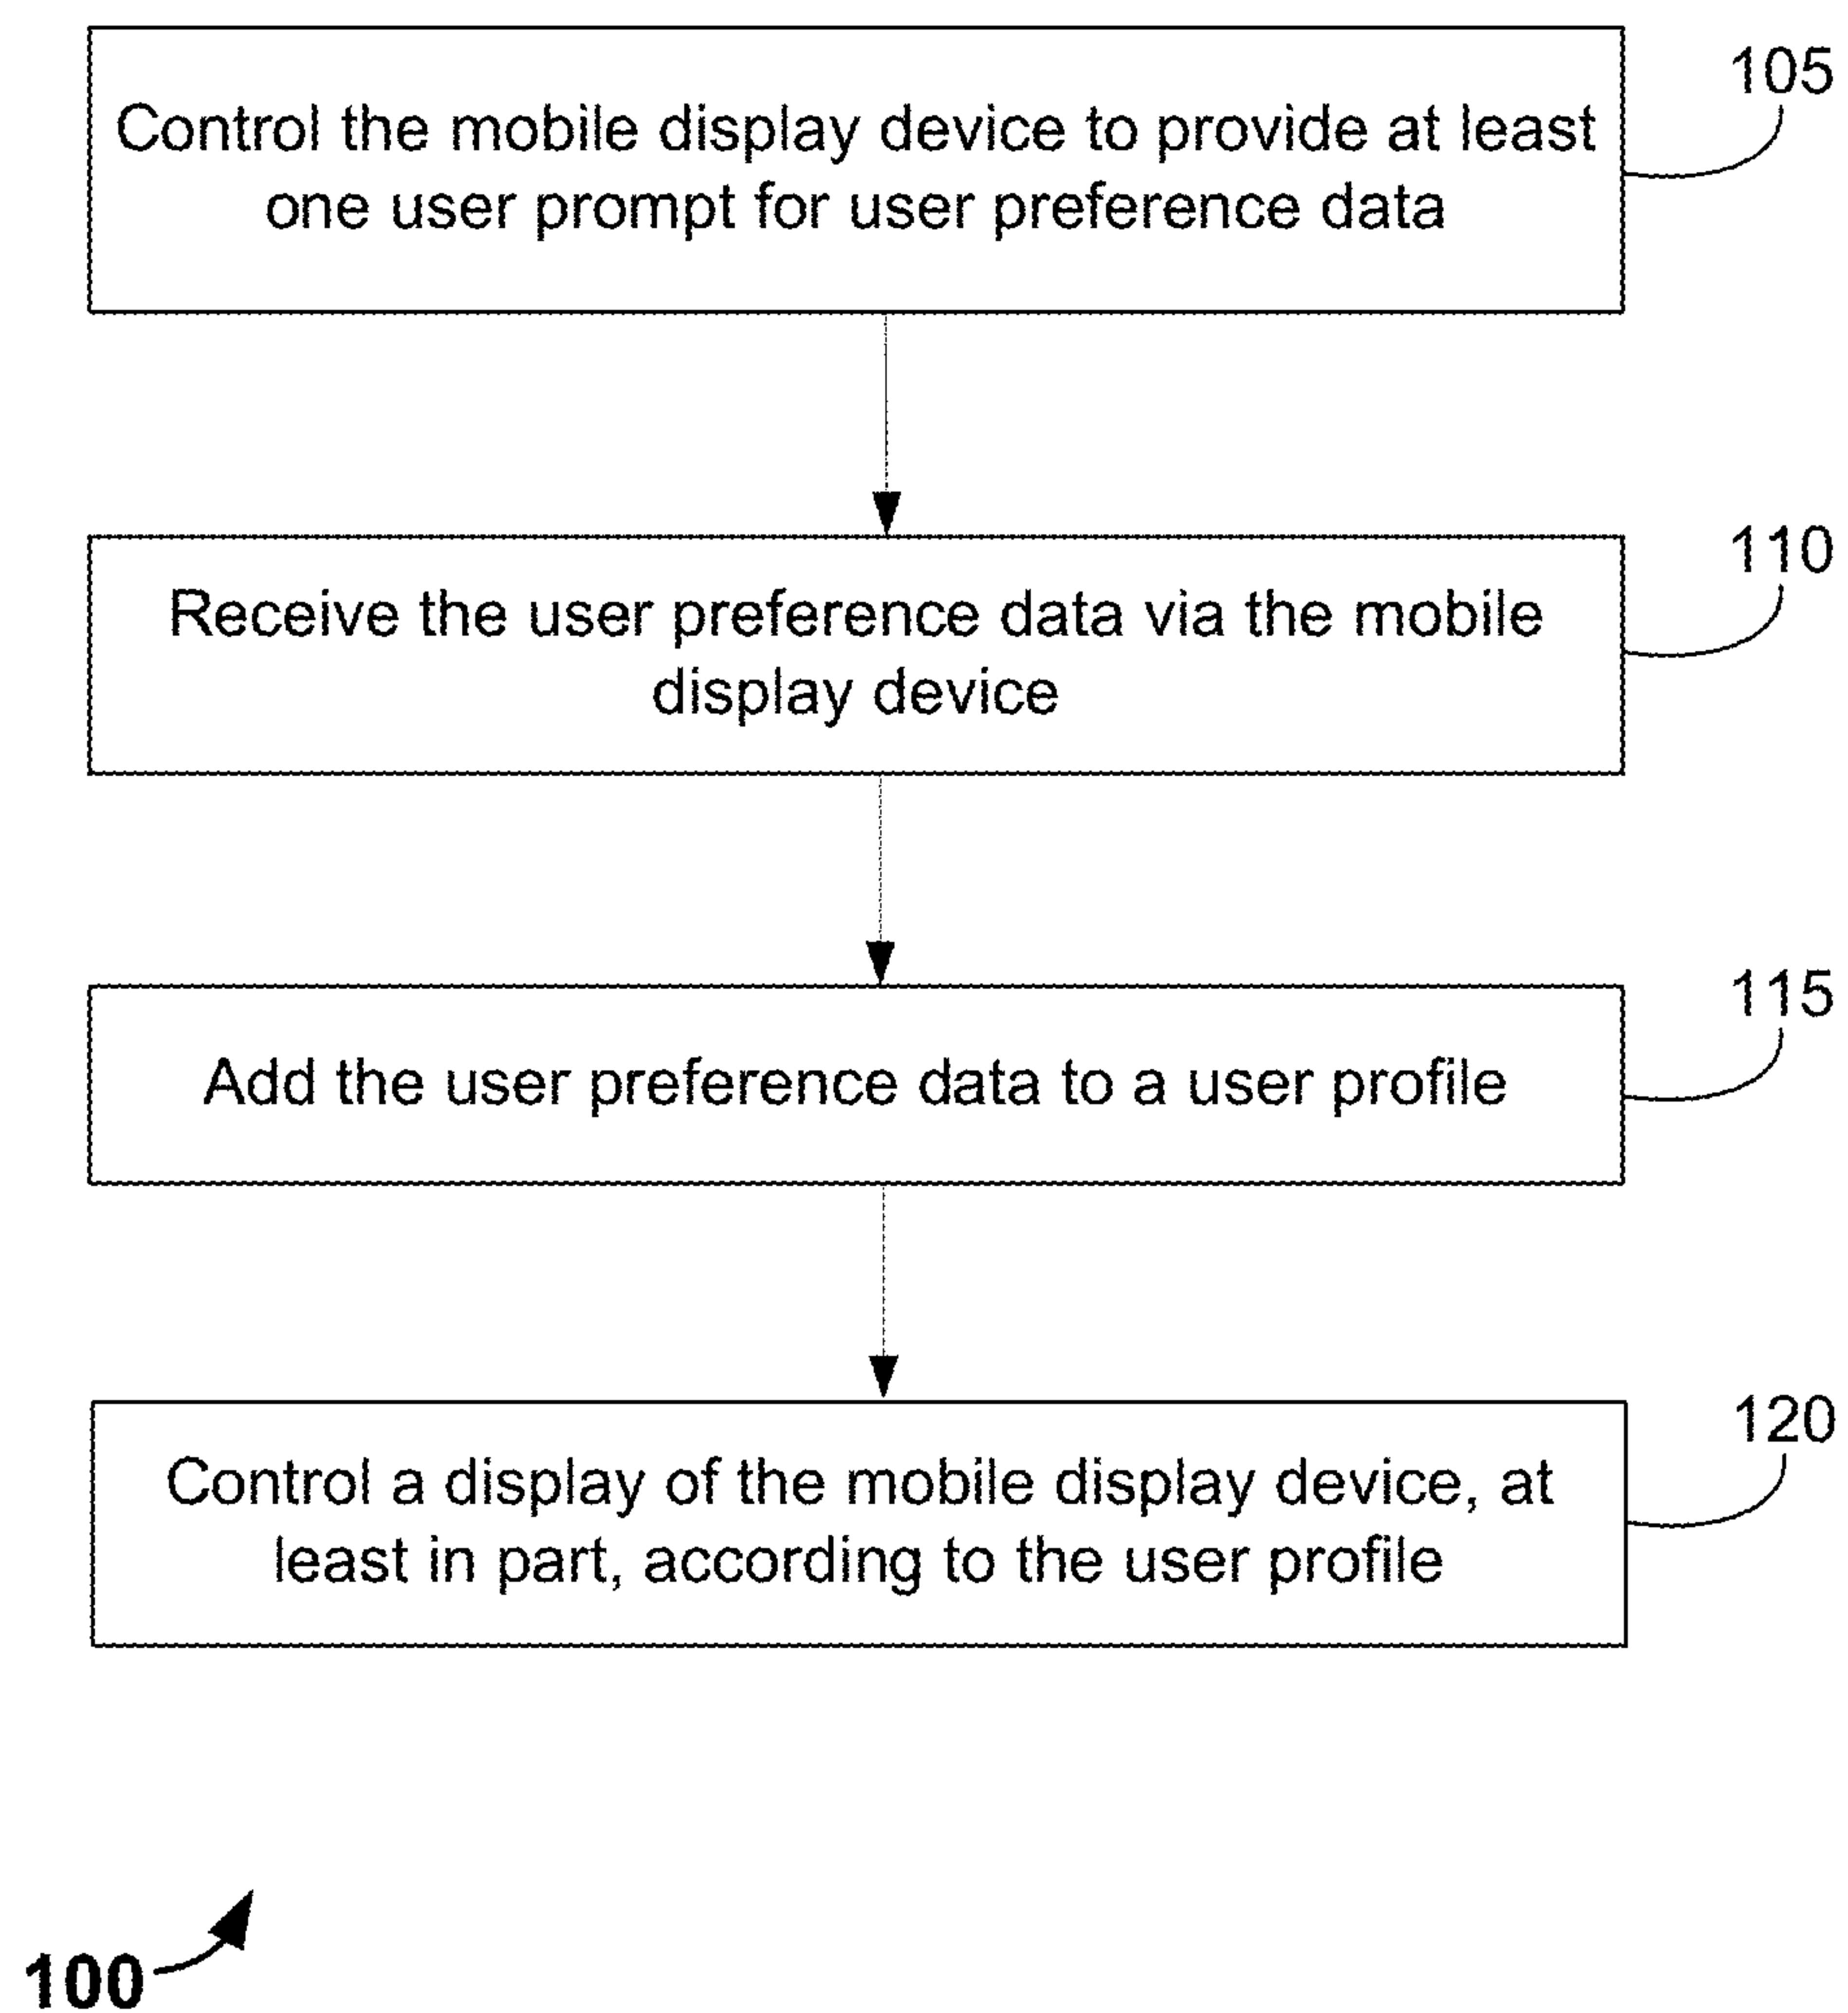 Control the mobile display device to provide at least
one user prompt for user preference data
105
Receive the user preference data via the mobile
display device
110
Add the user preference data to a user profile
115
Control a display of the mobile display device, at
least in part, according to the user profile
120
100